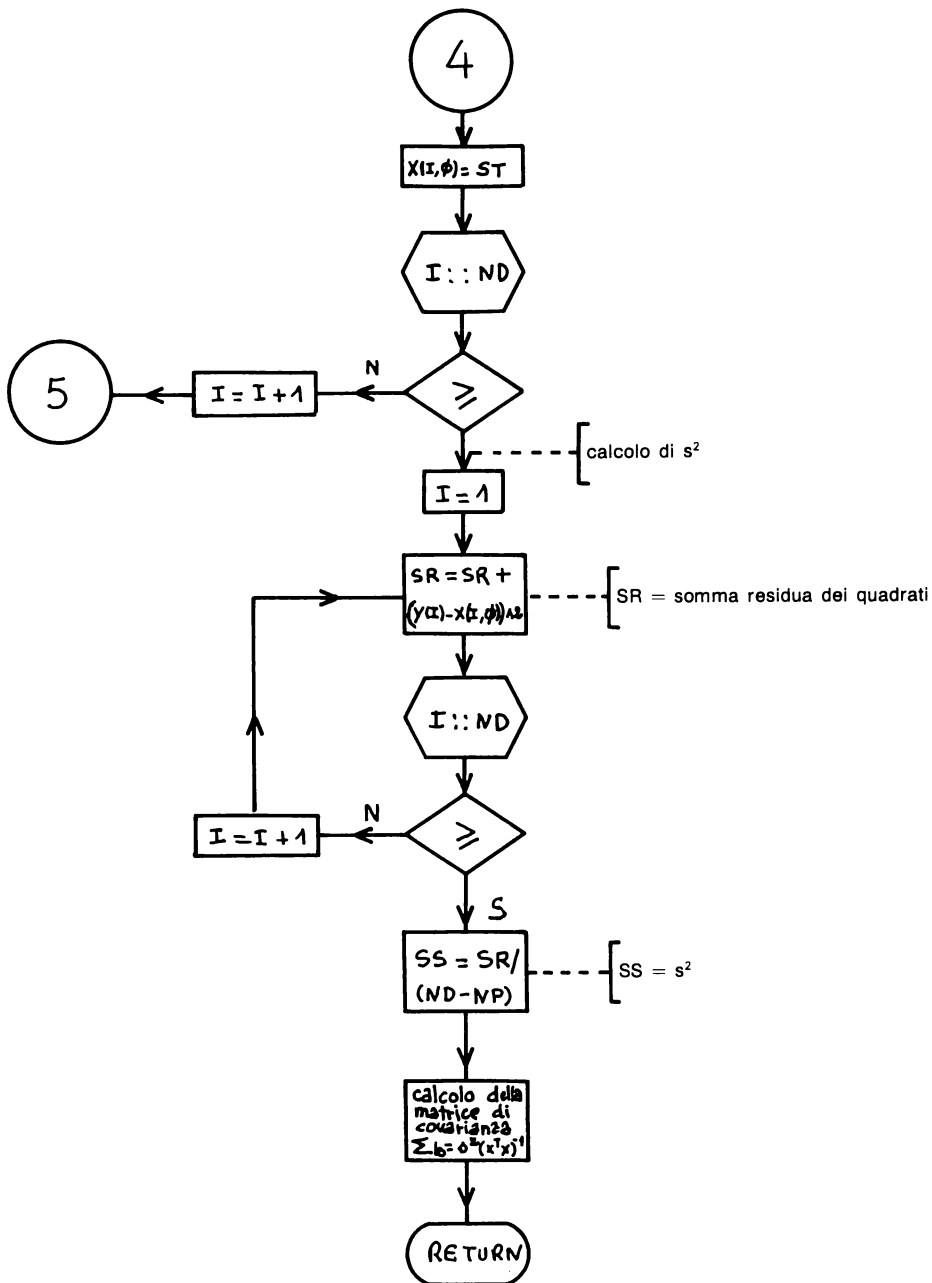 4
X(I,φ)= ST
I :: ND
≥
N
I = I + 1
5
calcolo di s²
I = 1
SR = SR +
(Y(I)-X(I,φ))^2
SR = somma residua dei quadrati
I :: ND
≥
N
I = I + 1
S
SS = SR/
(ND-NP)
SS = s²
calcolo della
matrice di
covarianza
Σb = s²(xᵀx)⁻¹
RETURN